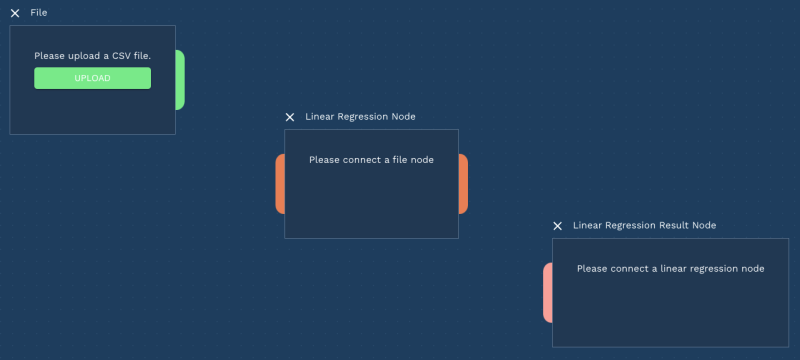 File
Please upload a CSV file.
UPLOAD
Linear Regression Node
Please connect a file node
Linear Regression Result Node
Please connect a linear regression node